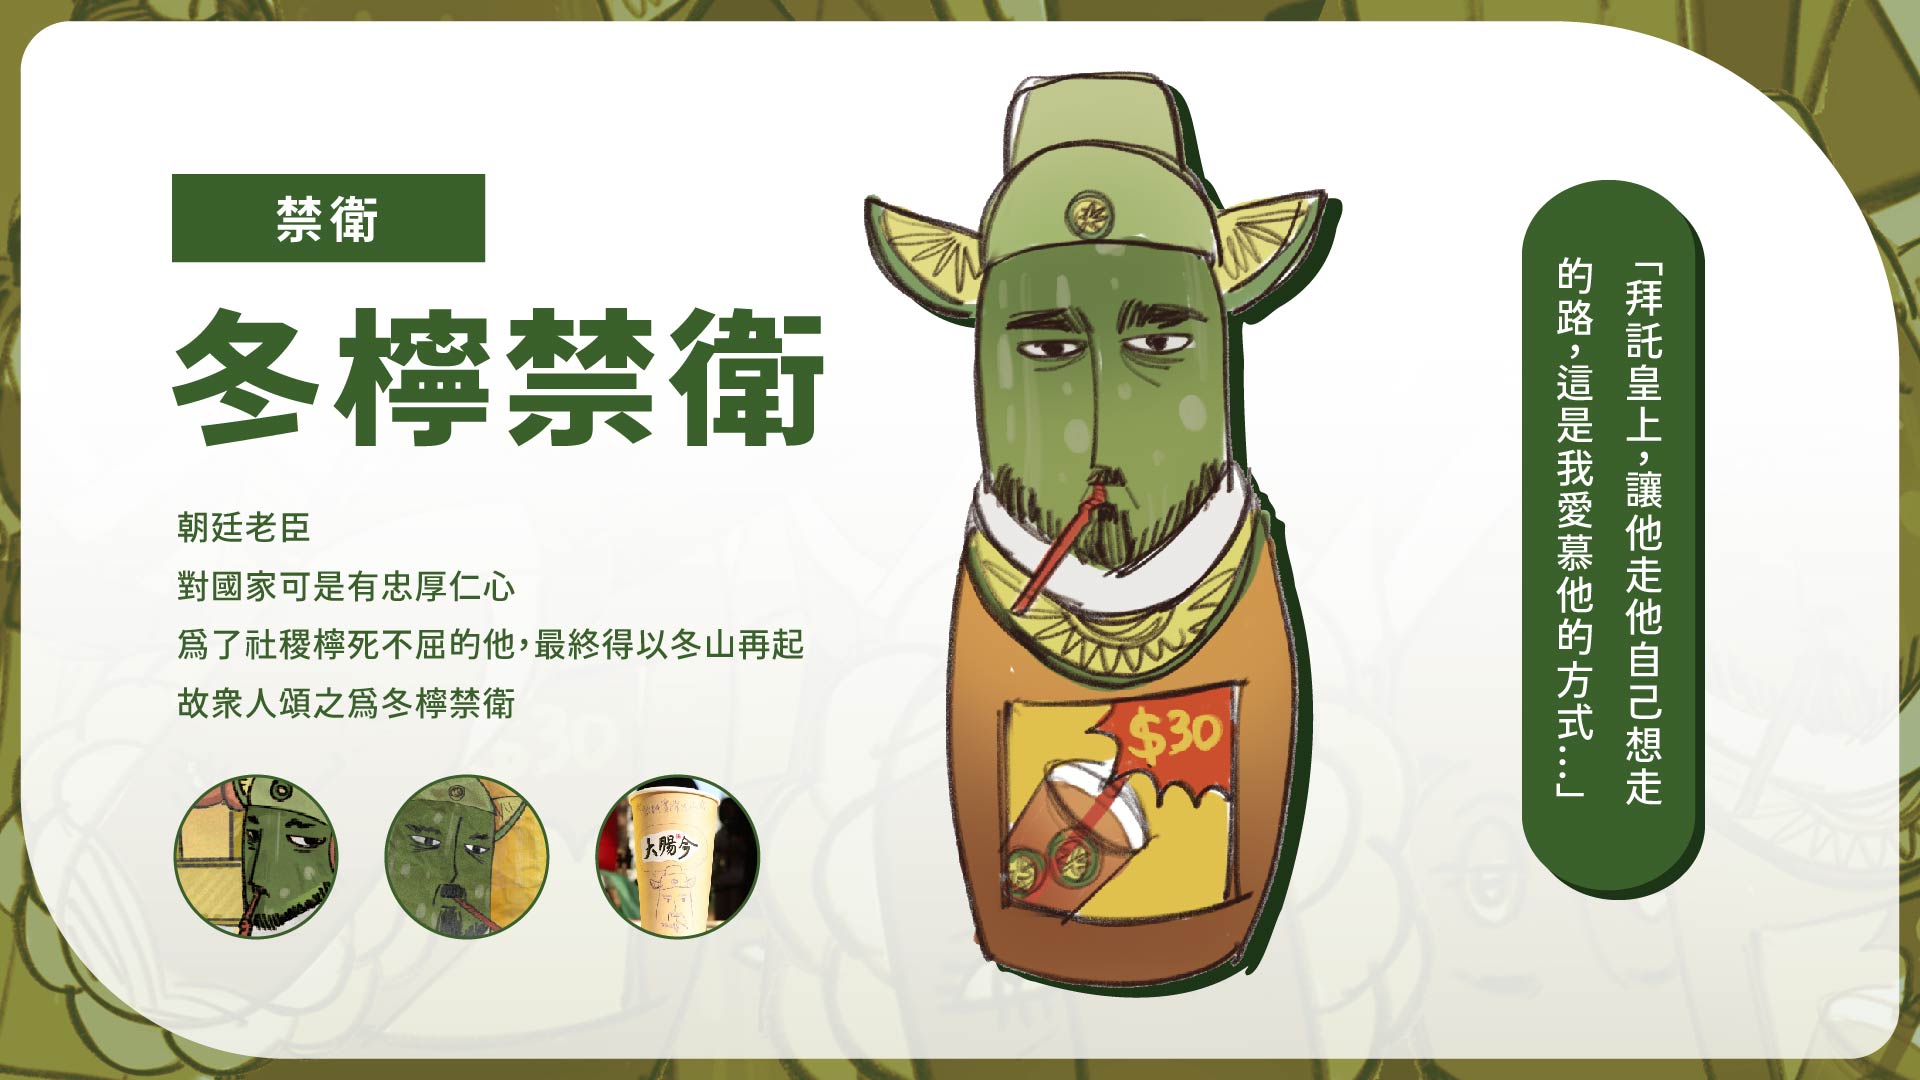 禁衛
冬檸禁衛
朝廷老臣
對國家可是有忠厚仁心
爲了社稷檸死不屈的他，最終得以冬山再起
故衆人頌之爲冬檸禁衛
$30
大腸今
「拜託皇上，讓他走他自己想走
的路，這是我愛慕他的方式…」